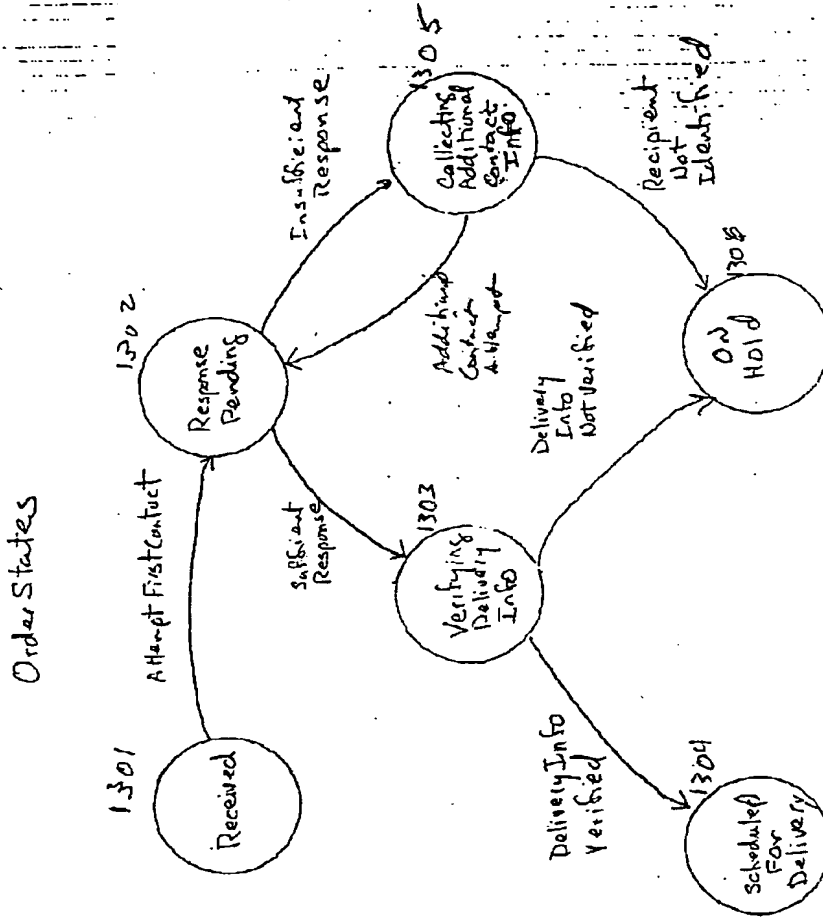 Order States
1301
Received
Attempt First Contact
1302
Response
Pending
Insufficient
Response
1305
Collecting
Additional
Contact
Info.
Additional
Contact
Attempt
Sufficient
Response
1303
Verifying
Delivery
Info
Delivery
Info
Not Verified
Recipient
Not
Identified
On
Hold
Delivery Info
Verified
1304
Scheduled
For
Delivery